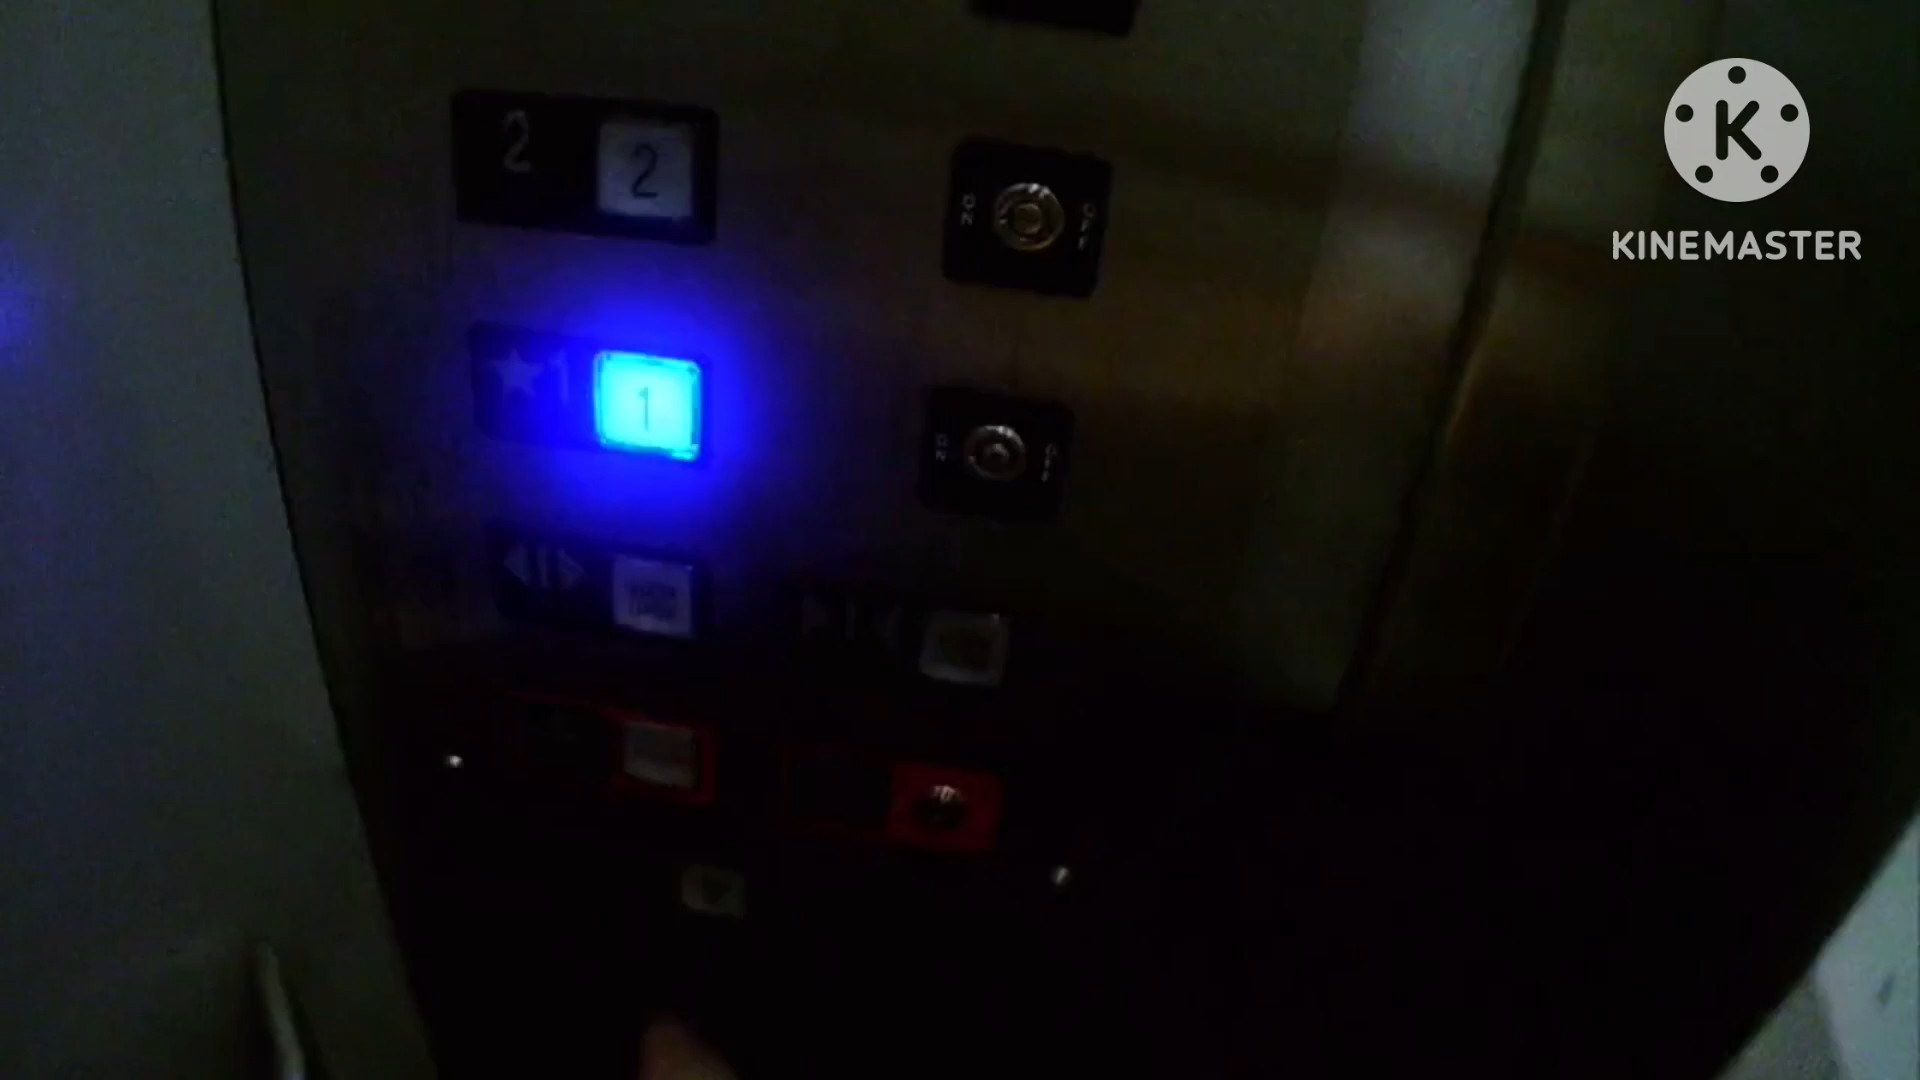 2 2
ON OFF
★1 1
ON OFF
K
KINEMASTER